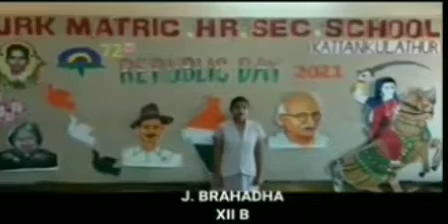 URK MATRIC.HR.SEC.SCHOOL
KATTANKULATHUR
72
REPUBLIC DAY 2021
J. BRAHADHA
XII B